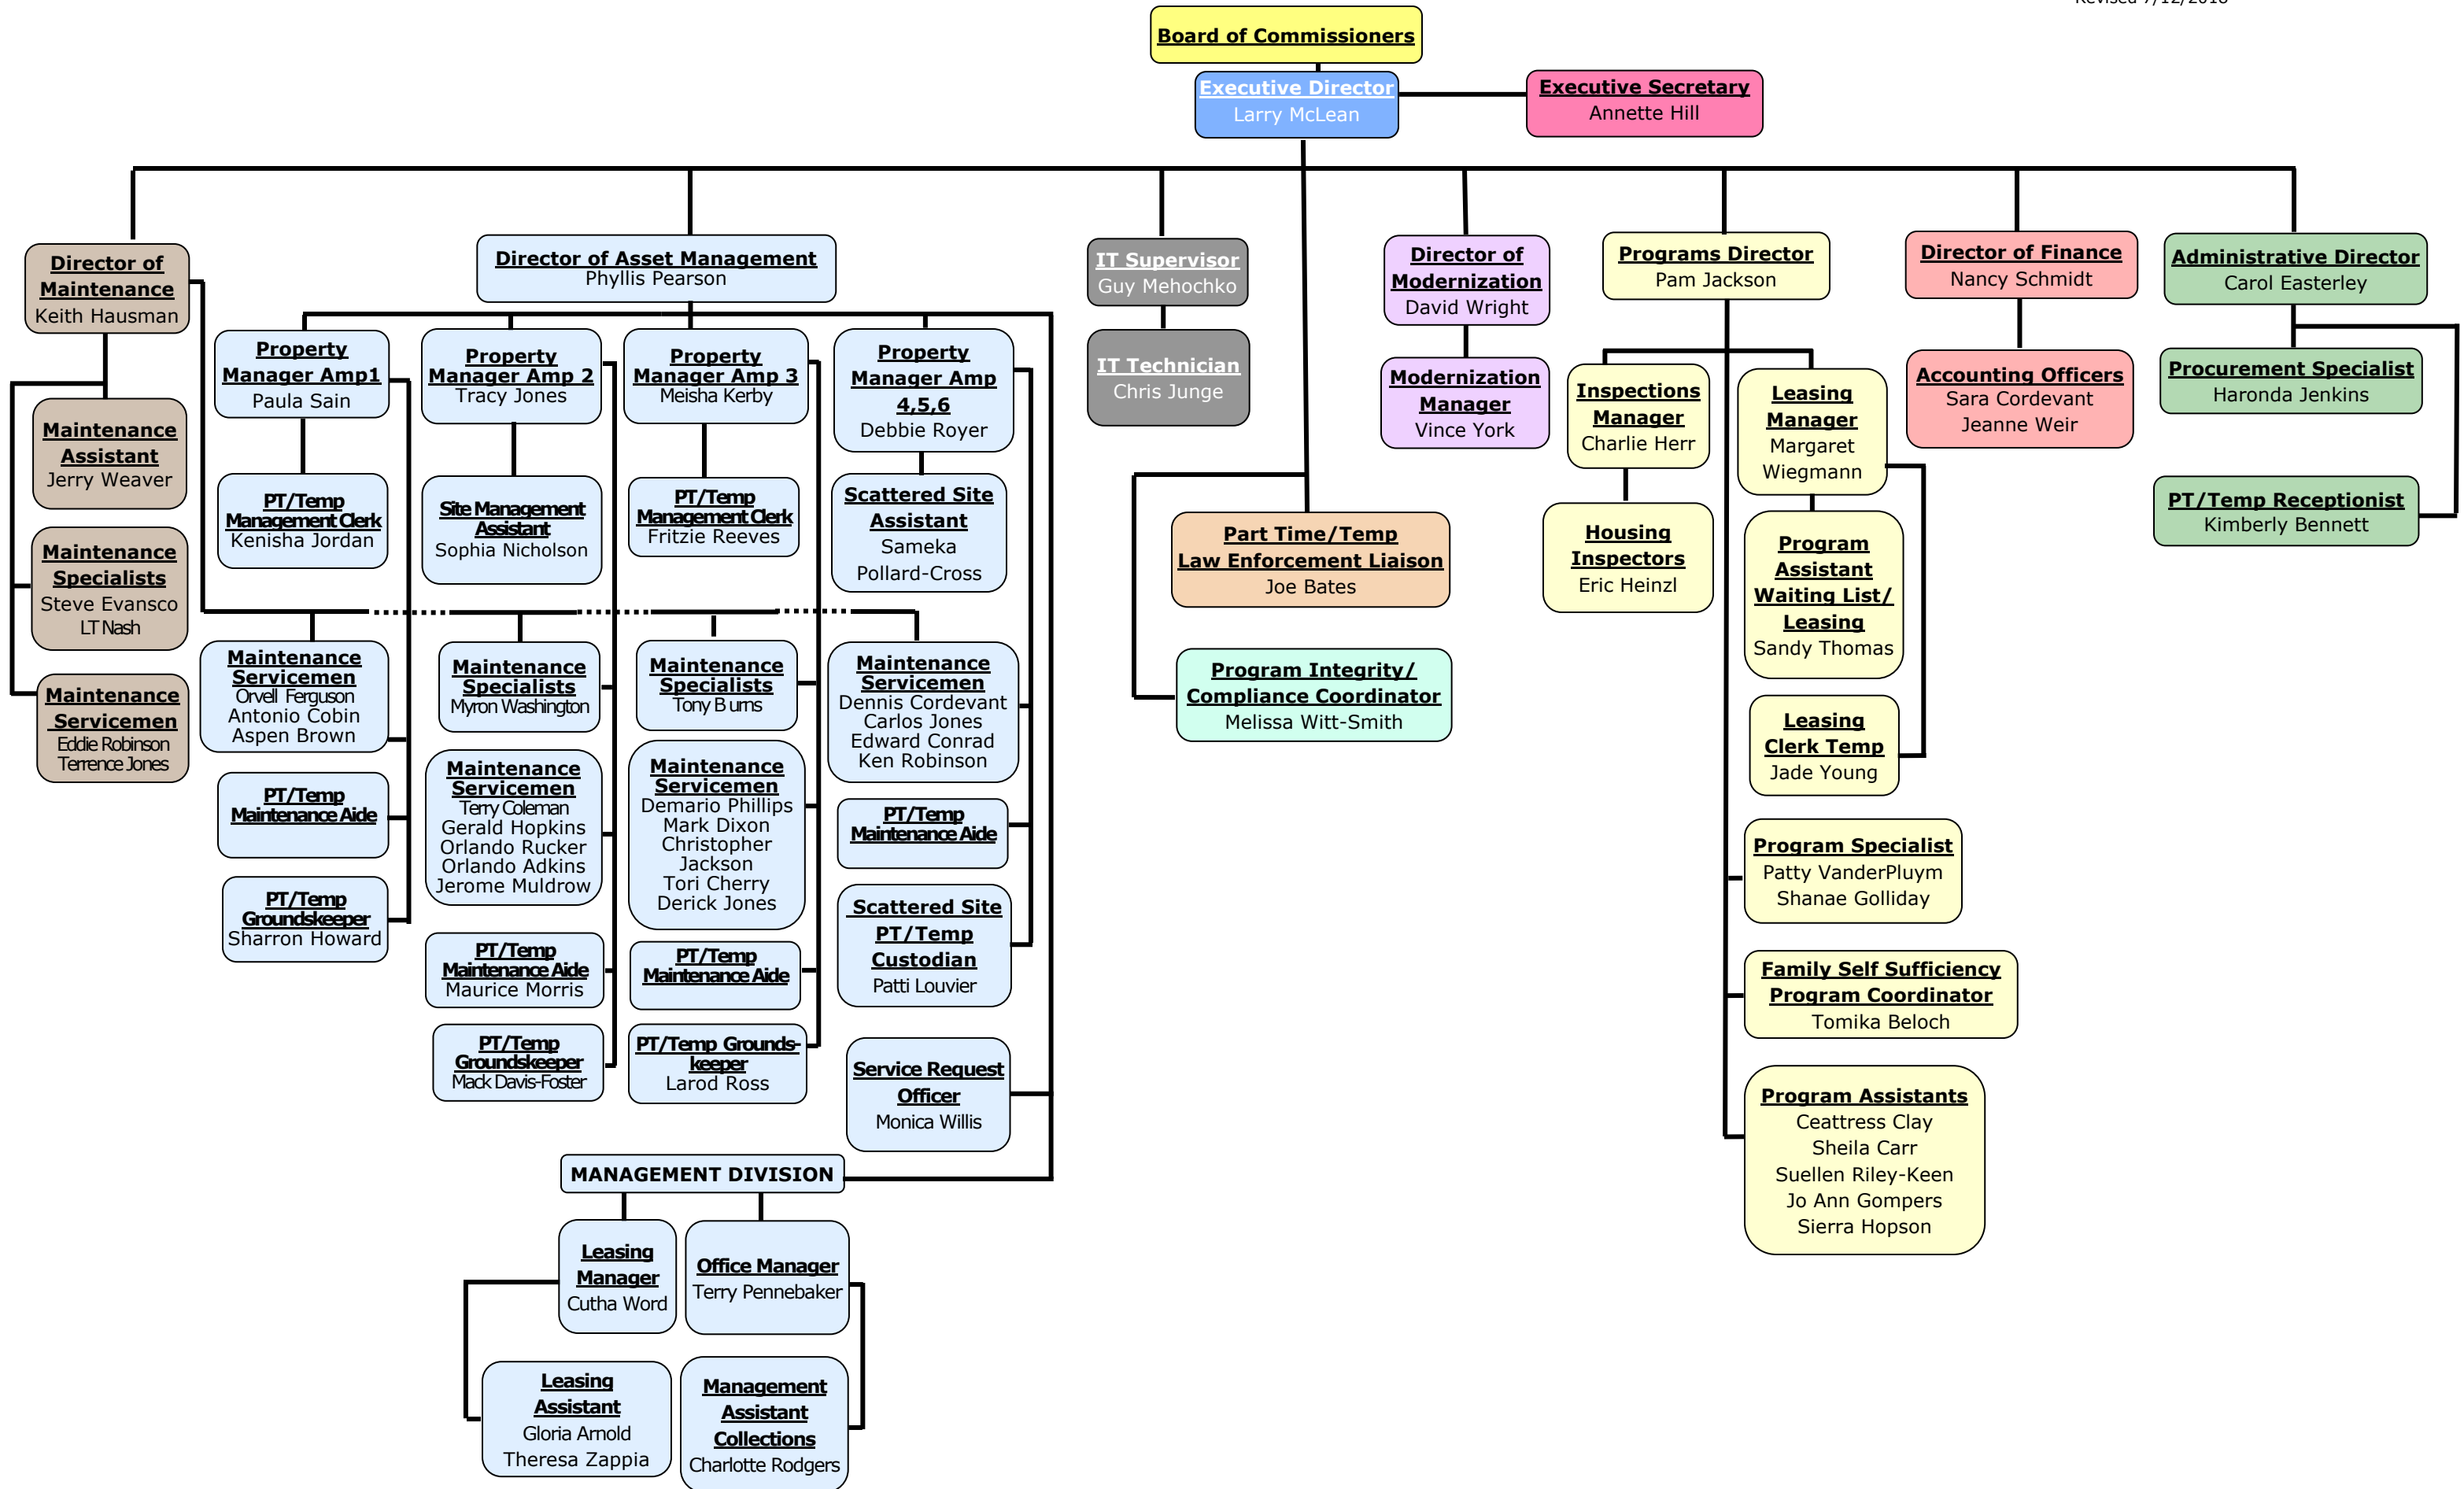 Revised 7/12/2018
Board of Commissioners
Executive Director
Larry McLean
Executive Secretary
Annette Hill
Director of
Maintenance
Keith Hausman
Maintenance
Assistant
Jerry Weaver
Maintenance
Specialists
Steve Evansco
LT Nash
Maintenance
Servicemen
Eddie Robinson
Terrence Jones
Director of Asset Management
Phyllis Pearson
Property
Manager Amp1
Paula Sain
PT/Temp
Management Clerk
Kenisha Jordan
Maintenance
Servicemen
Orvell Ferguson
Antonio Cobin
Aspen Brown
PT/Temp
Maintenance Aide
PT/Temp
Groundskeeper
Sharron Howard
Property
Manager Amp 2
Tracy Jones
Site Management
Assistant
Sophia Nicholson
Maintenance
Specialists
Myron Washington
Maintenance
Servicemen
Terry Coleman
Gerald Hopkins
Orlando Rucker
Orlando Adkins
Jerome Muldrow
PT/Temp
Maintenance Aide
Maurice Morris
PT/Temp
Groundskeeper
Mack Davis-Foster
Property
Manager Amp 3
Meisha Kerby
PT/Temp
Management Clerk
Fritzie Reeves
Maintenance
Specialists
Tony Burns
Maintenance
Servicemen
Demario Phillips
Mark Dixon
Christopher
Jackson
Tori Cherry
Derick Jones
PT/Temp
Maintenance Aide
PT/Temp Grounds-
keeper
Larod Ross
Property
Manager Amp
4,5,6
Debbie Royer
Scattered Site
Assistant
Sameka
Pollard-Cross
Maintenance
Servicemen
Dennis Cordevant
Carlos Jones
Edward Conrad
Ken Robinson
PT/Temp
Maintenance Aide
Scattered Site
PT/Temp
Custodian
Patti Louvier
Service Request
Officer
Monica Willis
MANAGEMENT DIVISION
Leasing
Manager
Cutha Word
Leasing
Assistant
Gloria Arnold
Theresa Zappia
Office Manager
Terry Pennebaker
Management
Assistant
Collections
Charlotte Rodgers
IT Supervisor
Guy Mehochko
IT Technician
Chris Junge
Part Time/Temp
Law Enforcement Liaison
Joe Bates
Program Integrity/
Compliance Coordinator
Melissa Witt-Smith
Director of
Modernization
David Wright
Modernization
Manager
Vince York
Programs Director
Pam Jackson
Inspections
Manager
Charlie Herr
Housing
Inspectors
Eric Heinzl
Leasing
Manager
Margaret
Wiegmann
Program
Assistant
Waiting List/
Leasing
Sandy Thomas
Leasing
Clerk Temp
Jade Young
Program Specialist
Patty VanderPluym
Shanae Golliday
Family Self Sufficiency
Program Coordinator
Tomika Beloch
Program Assistants
Ceattress Clay
Sheila Carr
Suellen Riley-Keen
Jo Ann Gompers
Sierra Hopson
Director of Finance
Nancy Schmidt
Accounting Officers
Sara Cordevant
Jeanne Weir
Administrative Director
Carol Easterley
Procurement Specialist
Haronda Jenkins
PT/Temp Receptionist
Kimberly Bennett